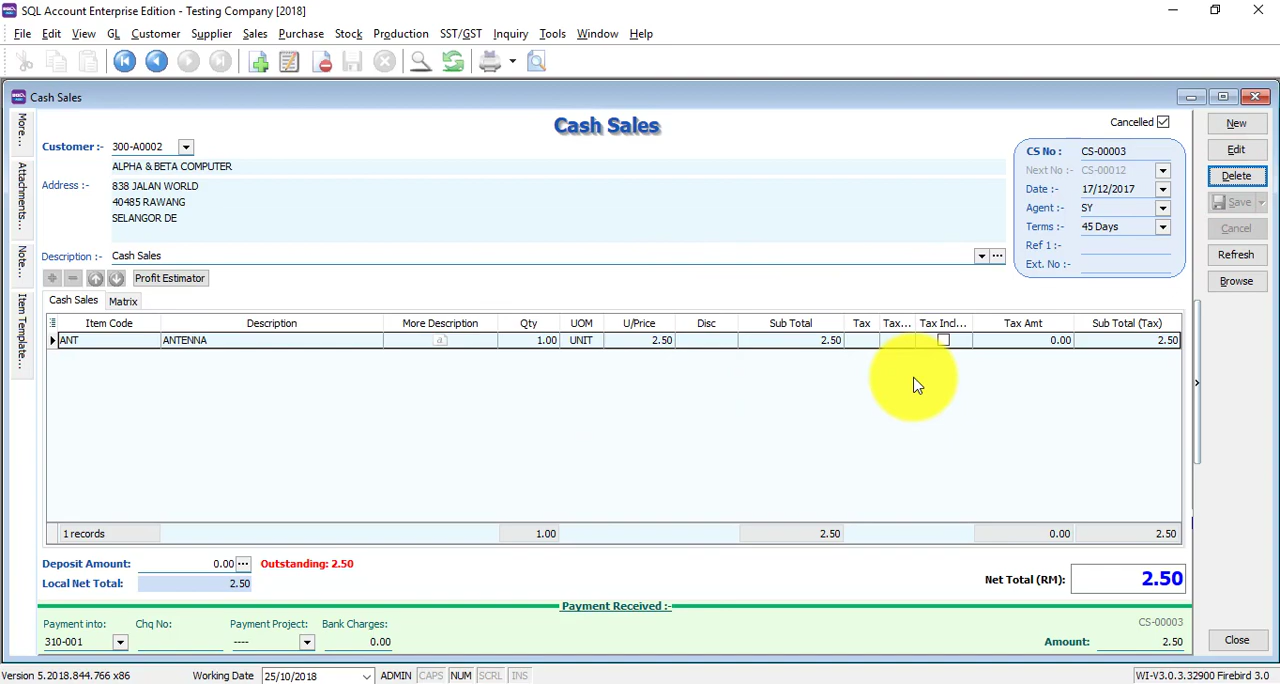 SQL Account Enterprise Edition - Testing Company [2018]
File Edit View GL Customer Supplier Sales Purchase Stock Production SST/GST Inquiry Tools Window Help
Cash Sales
More...
Attachments...
Note...
Item Template...
Cash Sales
Cancelled
Customer :- 300-A0002
ALPHA & BETA COMPUTER
Address :- 838 JALAN WORLD
40485 RAWANG
SELANGOR DE
Description :- Cash Sales
CS No : CS-00003
Next No :- CS-00012
Date :- 17/12/2017
Agent :- SY
Terms :- 45 Days
Ref 1 :-
Ext. No :-
New
Edit
Delete
Save
Cancel
Refresh
Browse
Profit Estimator
Cash Sales Matrix
Item Code Description More Description Qty UOM U/Price Disc Sub Total Tax Tax... Tax Incl... Tax Amt Sub Total (Tax)
ANT ANTENNA 1.00 UNIT 2.50 2.50 0.00 2.50
1 records 1.00 2.50 0.00 2.50
Deposit Amount: 0.00 Outstanding: 2.50
Local Net Total: 2.50
Net Total (RM): 2.50
Payment Received :-
Payment into: Chq No: Payment Project: Bank Charges: CS-00003
310-001 ---- 0.00 Amount: 2.50
Close
Version 5.2018.844.766 x86 Working Date 25/10/2018 ADMIN CAPS NUM SCRL INS WI-V3.0.3.32900 Firebird 3.0